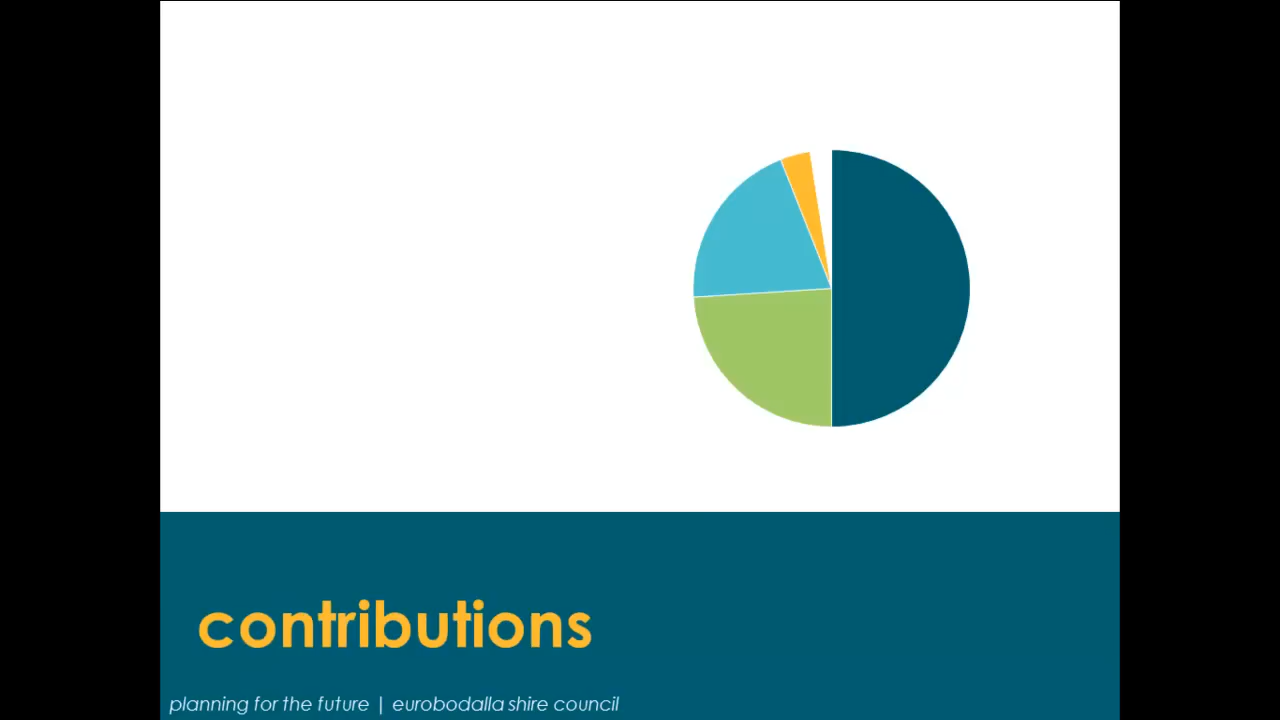 contributions
planning for the future | eurobodalla shire council